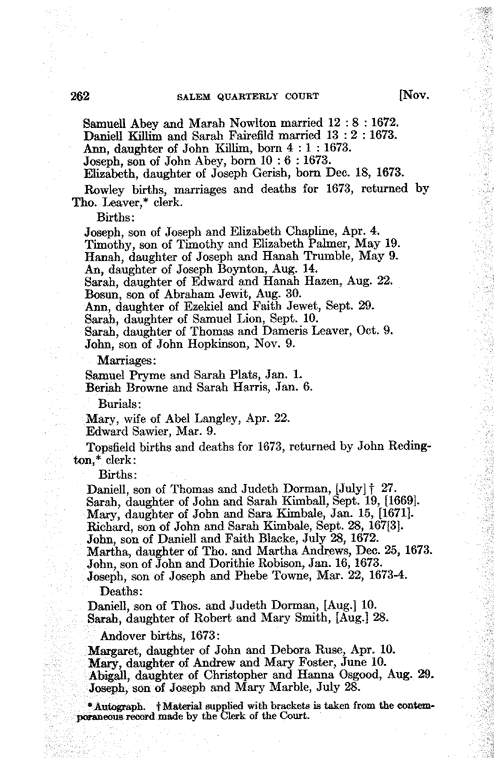 262 SALEM QUARTERLY COURT [Nov.
Samuell Abey and Marah Nowlton married 12 : 8 : 1672.
Daniell Killim and Sarah Fairefild married 13 : 2 : 1673.
Ann, daughter of John Killim, born 4 : 1 : 1673.
Joseph, son of John Abey, born 10 : 6 : 1673.
Elizabeth, daughter of Joseph Gerish, born Dec. 18, 1673.
Rowley births, marriages and deaths for 1673, returned by
Tho. Leaver,* clerk.
Births:
Joseph, son of Joseph and Elizabeth Chapline, Apr. 4.
Timothy, son of Timothy and Elizabeth Palmer, May 19.
Hanah, daughter of Joseph and Hanah Trumble, May 9.
An, daughter of Joseph Boynton, Aug. 14.
Sarah, daughter of Edward and Hanah Hazen, Aug. 22.
Bosun, son of Abraham Jewit, Aug. 30.
Ann, daughter of Ezekiel and Faith Jewet, Sept. 29.
Sarah, daughter of Samuel Lion, Sept. 10.
Sarah, daughter of Thomas and Dameris Leaver, Oct. 9.
John, son of John Hopkinson, Nov. 9.
Marriages:
Samuel Pryme and Sarah Plats, Jan. 1.
Beriah Browne and Sarah Harris, Jan. 6.
Burials:
Mary, wife of Abel Langley, Apr. 22.
Edward Sawier, Mar. 9.
Topsfield births and deaths for 1673, returned by John Reding-
ton,* clerk:
Births:
Daniell, son of Thomas and Judeth Dorman, [July] † 27.
Sarah, daughter of John and Sarah Kimball, Sept. 19, [1669].
Mary, daughter of John and Sara Kimbale, Jan. 15, [1671].
Richard, son of John and Sarah Kimbale, Sept. 28, 167[3].
John, son of Daniell and Faith Blacke, July 28, 1672.
Martha, daughter of Tho. and Martha Andrews, Dec. 25, 1673.
John, son of John and Dorithie Robison, Jan. 16, 1673.
Joseph, son of Joseph and Phebe Towne, Mar. 22, 1673-4.
Deaths:
Daniell, son of Thos. and Judeth Dorman, [Aug.] 10.
Sarah, daughter of Robert and Mary Smith, [Aug.] 28.
Andover births, 1673:
Margaret, daughter of John and Debora Ruse, Apr. 10.
Mary, daughter of Andrew and Mary Foster, June 10.
Abigall, daughter of Christopher and Hanna Osgood, Aug. 29.
Joseph, son of Joseph and Mary Marble, July 28.
* Autograph. † Material supplied with brackets is taken from the contem-
poraneous record made by the Clerk of the Court.